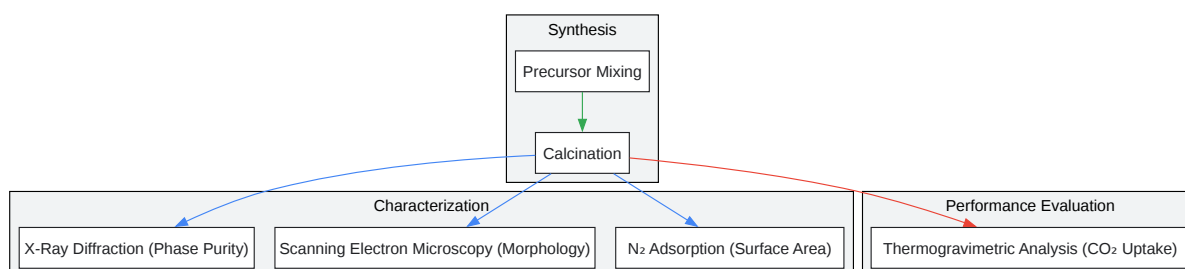 Synthesis
Precursor Mixing
Calcination
Characterization
Performance Evaluation
X-Ray Diffraction (Phase Purity)
Scanning Electron Microscopy (Morphology)
N₂ Adsorption (Surface Area)
Thermogravimetric Analysis (CO₂ Uptake)